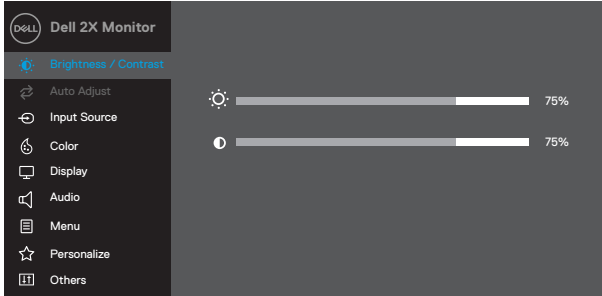 DELL Dell 2X Monitor
Brightness / Contrast
Auto Adjust
Input Source
Color
Display
Audio
Menu
Personalize
Others
75%
75%